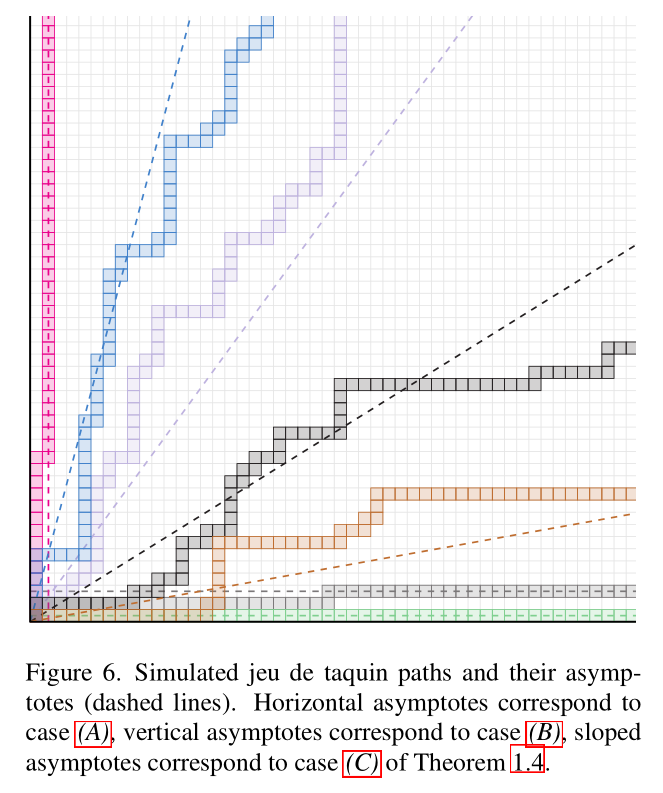 Figure 6. Simulated jeu de taquin paths and their asymp-
totes (dashed lines). Horizontal asymptotes correspond to
case (A), vertical asymptotes correspond to case (B), sloped
asymptotes correspond to case (C) of Theorem 1.4.